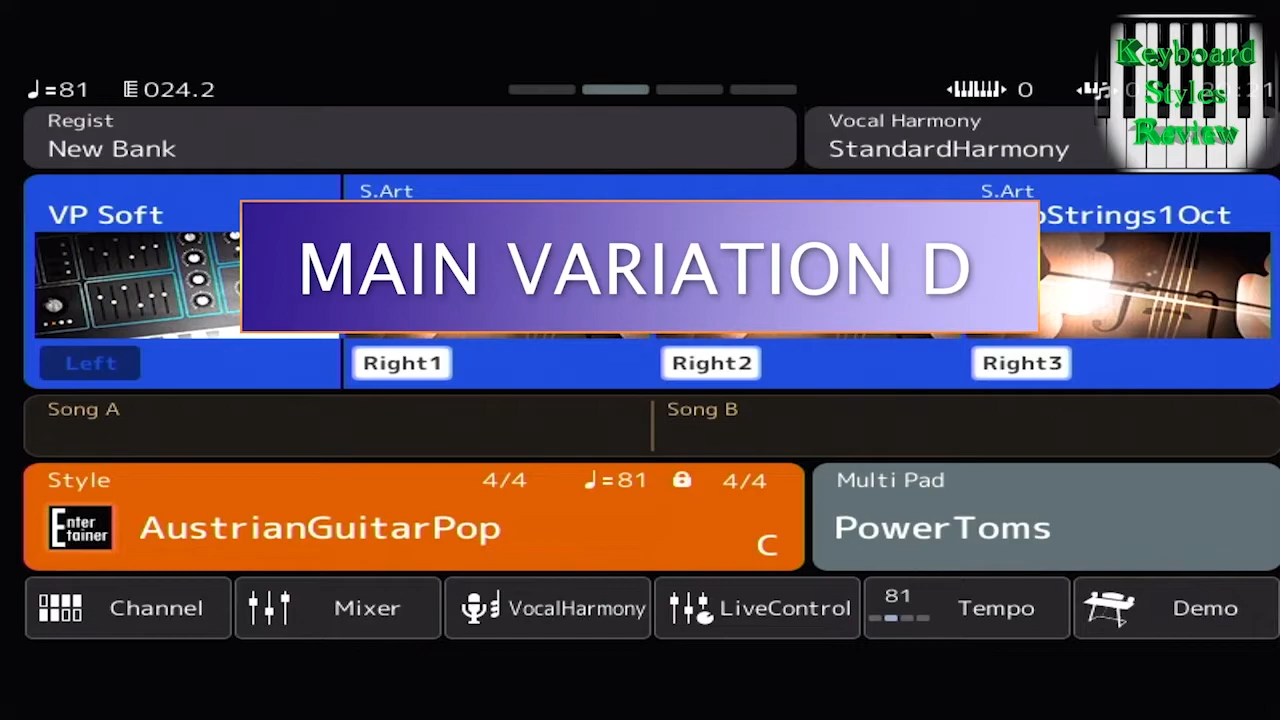 Keyboard
Styles
Review
♩=81 024.2 0
Regist
New Bank
Vocal Harmony
StandardHarmony
S.Art S.Art
VP Soft
Strings1Oct
MAIN VARIATION D
Left Right1 Right2 Right3
Song A Song B
Style 4/4 ♩=81 4/4
Enter
tainer
AustrianGuitarPop
C
Multi Pad
PowerToms
Channel Mixer VocalHarmony LiveControl 81 Tempo Demo